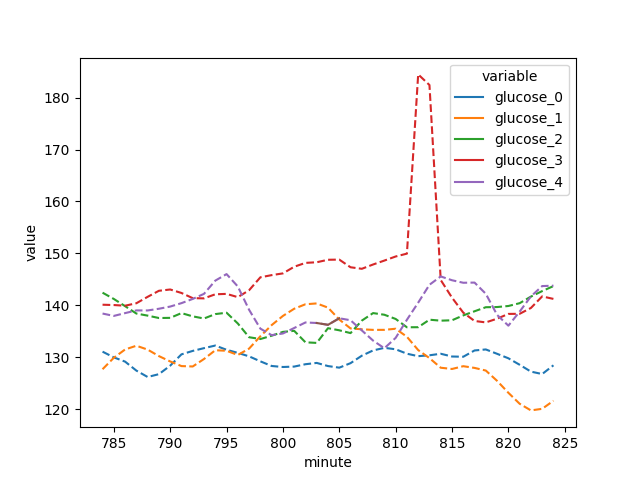 variable
glucose_0
glucose_1
glucose_2
glucose_3
glucose_4
180
170
160
150
140
130
120
value
785 790 795 800 805 810 815 820 825
minute